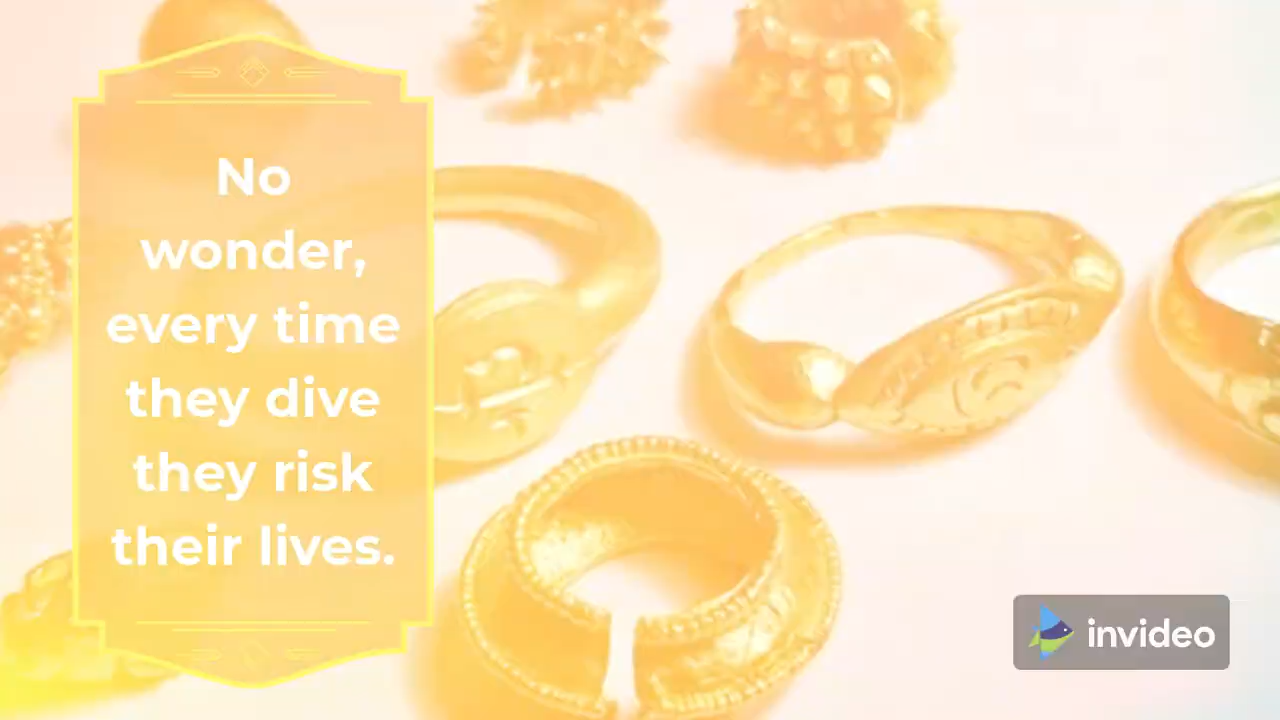 No
wonder,
every time
they dive
they risk
their lives.
invideo